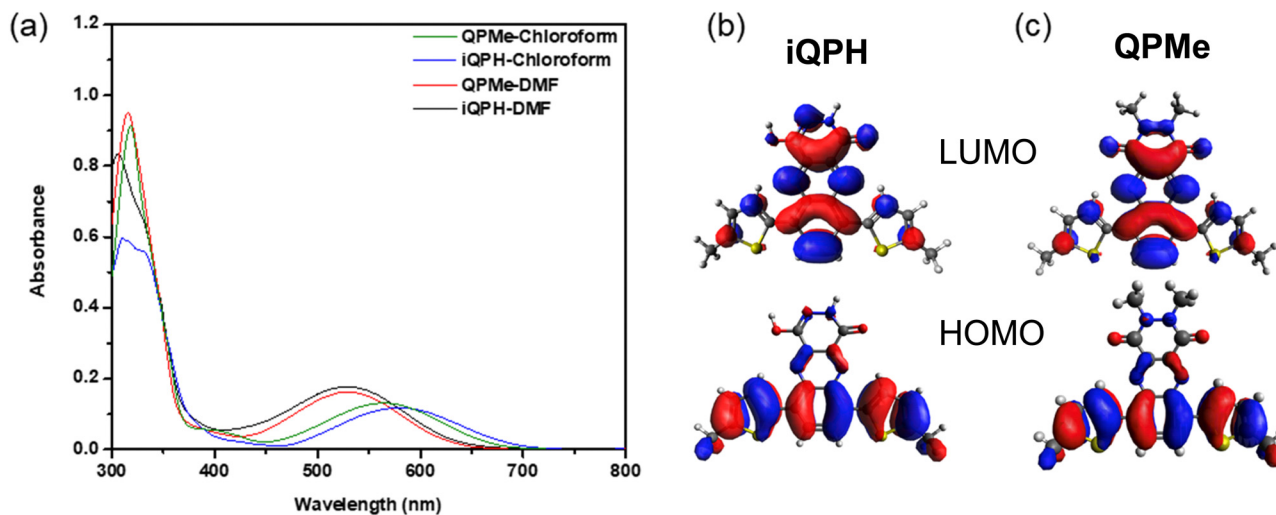 (a)
1.2
1.0
0.8
0.6
0.4
0.2
0.0
Absorbance
300 400 500 600 700 800
Wavelength (nm)
QPMe-Chloroform
iQPH-Chloroform
QPMe-DMF
iQPH-DMF
(b)
iQPH
(c)
QPMe
LUMO
HOMO